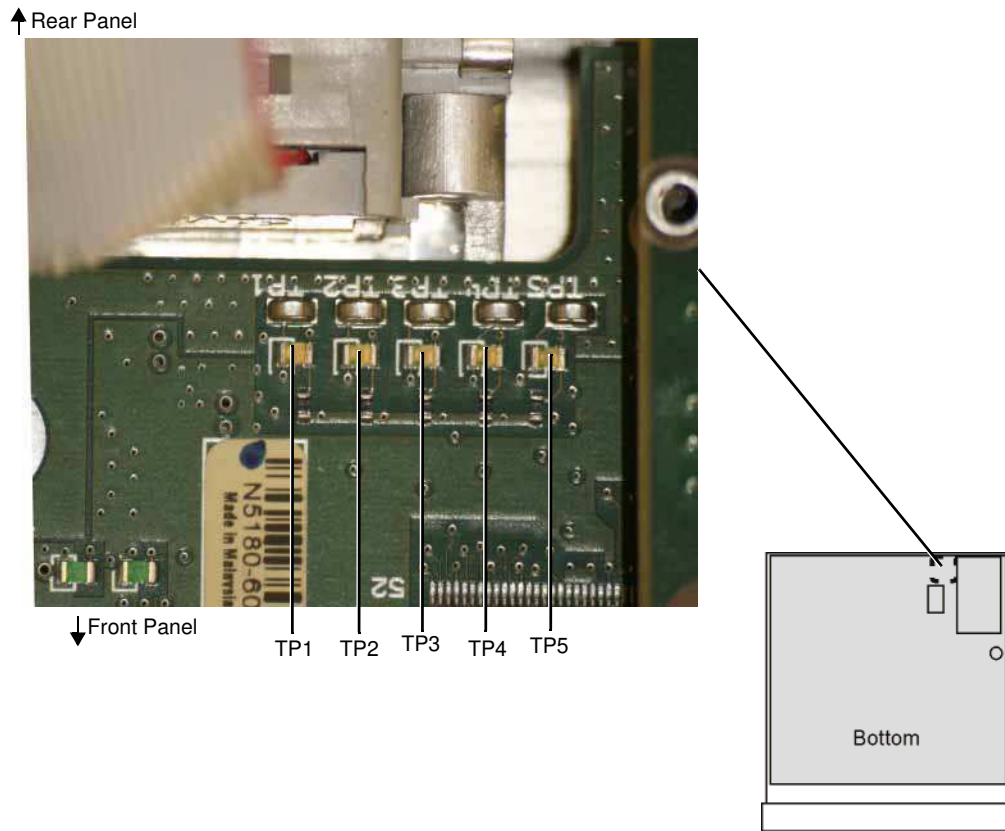 Rear Panel
TP1 TP2 TP3 TP4 TP5
N5180-60
Made in Malaysia
52
Front Panel
TP1 TP2 TP3 TP4 TP5
Bottom